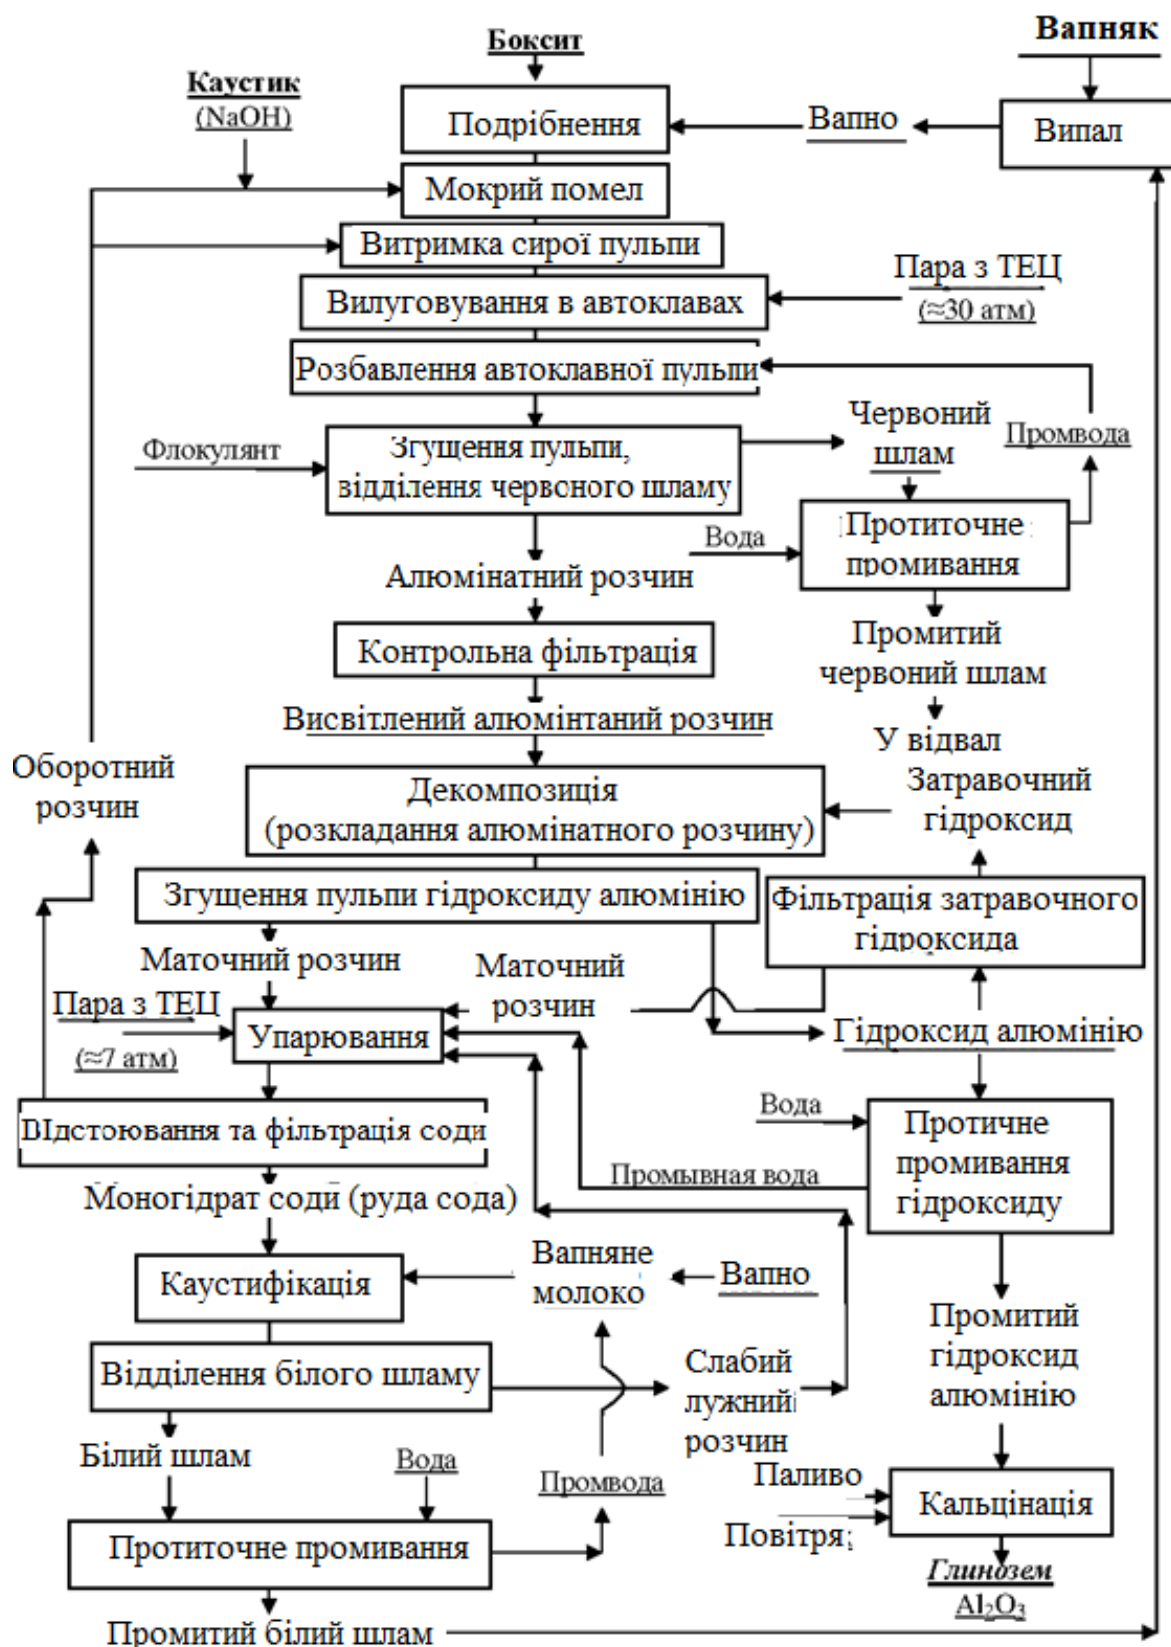 Боксит
Вапняк
Каустик
(NaOH)
Подрібнення
Вапно
Випал
Мокрий помел
Витримка сирої пульпи
Пара з ТЕЦ
(≈30 атм)
Вилуговування в автоклавах
Розбавлення автоклавної пульпи
Червоний
шлам
Промвода
Флокулянт
Згущення пульпи,
відділення червоного шламу
Вода
Протиточне
промивання
Алюмінатний розчин
Промитий
червоний шлам
Контрольна фільтрація
Висвітлений алюмінтаний розчин
У відвал
Оборотний
розчин
Затравочний
гідроксид
Декомпозиція
(розкладання алюмінатного розчину)
Згущення пульпи гідроксиду алюмінію
Фільтрація затравочного
гідроксида
Маточний розчин
Маточний
розчин
Пара з ТЕЦ
(≈7 атм)
Упарювання
Гідроксид алюмінію
Вода
ВІдстоювання та фільтрація соди
Протичне
промивання
гідроксиду
Промывная вода
Моногідрат соди (руда сода)
Каустифікація
Вапняне
молоко
Вапно
Промитий
гідроксид
алюмінію
Відділення білого шламу
Слабий
лужний
розчин
Білий шлам
Вода
Промвода
Паливо
Повітря;
Кальцінація
Протиточне промивання
Глинозем
Al₂O₃
Промитий білий шлам